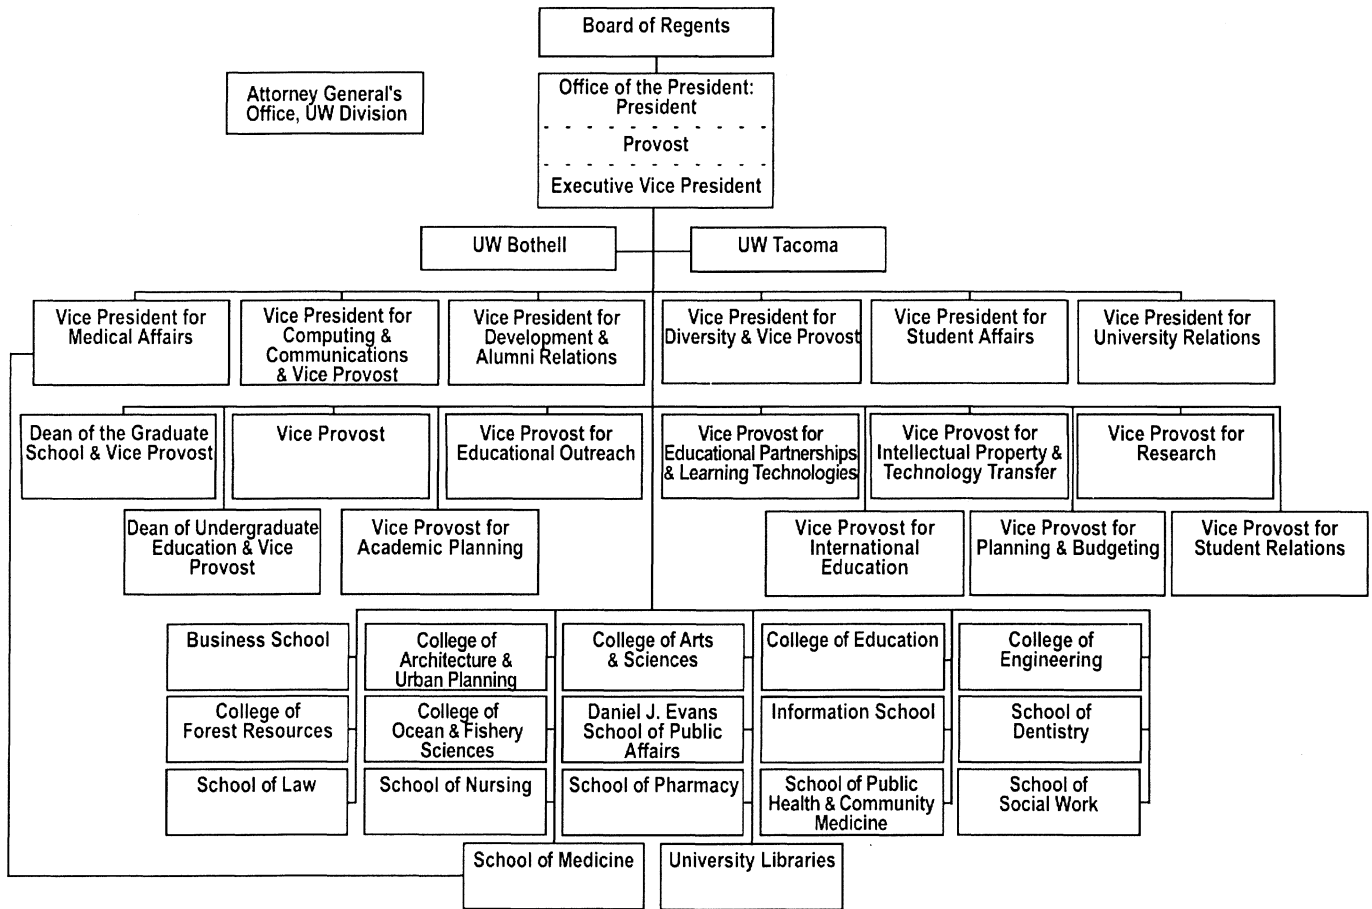 Board of Regents
Attorney General's
Office, UW Division
Office of the President:
President
Provost
Executive Vice President
UW Bothell
UW Tacoma
Vice President for
Medical Affairs
Vice President for
Computing &
Communications
& Vice Provost
Vice President for
Development &
Alumni Relations
Vice President for
Diversity & Vice Provost
Vice President for
Student Affairs
Vice President for
University Relations
Dean of the Graduate
School & Vice Provost
Vice Provost
Vice Provost for
Educational Outreach
Vice Provost for
Educational Partnerships
& Learning Technologies
Vice Provost for
Intellectual Property &
Technology Transfer
Vice Provost for
Research
Dean of Undergraduate
Education & Vice
Provost
Vice Provost for
Academic Planning
Vice Provost for
International
Education
Vice Provost for
Planning & Budgeting
Vice Provost for
Student Relations
Business School
College of
Architecture &
Urban Planning
College of Arts
& Sciences
College of Education
College of
Engineering
College of
Forest Resources
College of
Ocean & Fishery
Sciences
Daniel J. Evans
School of Public
Affairs
Information School
School of
Dentistry
School of Law
School of Nursing
School of Pharmacy
School of Public
Health & Community
Medicine
School of
Social Work
School of Medicine
University Libraries